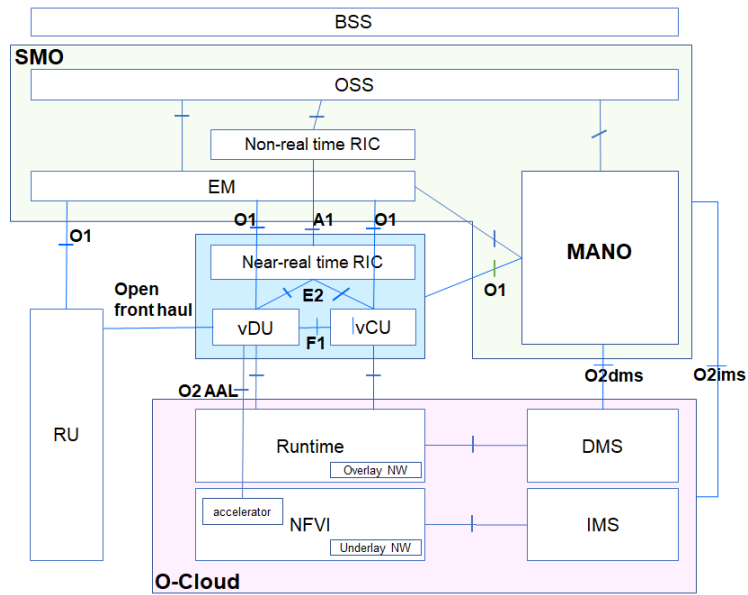 BSS
SMO
OSS
Non-real time RIC
EM
MANO
O1
O1
A1
O1
Near-real time RIC
O1
Open
front haul
E2
vDU
vCU
F1
O2 AAL
O2dms
O2ims
RU
Runtime
Overlay NW
DMS
accelerator
NFVI
Underlay NW
IMS
O-Cloud